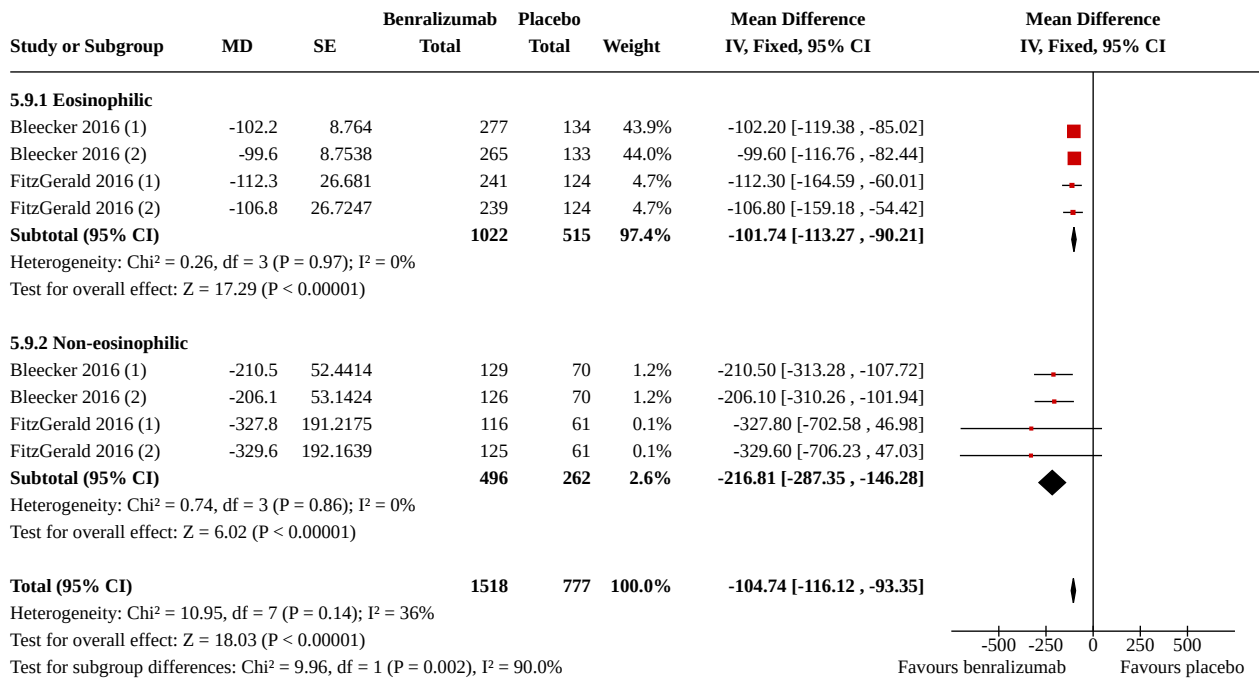 Benralizumab Placebo Mean Difference Mean Difference
Study or Subgroup MD SE Total Total Weight IV, Fixed, 95% CI IV, Fixed, 95% CI
5.9.1 Eosinophilic
Bleecker 2016 (1) -102.2 8.764 277 134 43.9% -102.20 [-119.38 , -85.02]
Bleecker 2016 (2) -99.6 8.7538 265 133 44.0% -99.60 [-116.76 , -82.44]
FitzGerald 2016 (1) -112.3 26.681 241 124 4.7% -112.30 [-164.59 , -60.01]
FitzGerald 2016 (2) -106.8 26.7247 239 124 4.7% -106.80 [-159.18 , -54.42]
Subtotal (95% CI) 1022 515 97.4% -101.74 [-113.27 , -90.21]
Heterogeneity: Chi² = 0.26, df = 3 (P = 0.97); I² = 0%
Test for overall effect: Z = 17.29 (P < 0.00001)
5.9.2 Non-eosinophilic
Bleecker 2016 (1) -210.5 52.4414 129 70 1.2% -210.50 [-313.28 , -107.72]
Bleecker 2016 (2) -206.1 53.1424 126 70 1.2% -206.10 [-310.26 , -101.94]
FitzGerald 2016 (1) -327.8 191.2175 116 61 0.1% -327.80 [-702.58 , 46.98]
FitzGerald 2016 (2) -329.6 192.1639 125 61 0.1% -329.60 [-706.23 , 47.03]
Subtotal (95% CI) 496 262 2.6% -216.81 [-287.35 , -146.28]
Heterogeneity: Chi² = 0.74, df = 3 (P = 0.86); I² = 0%
Test for overall effect: Z = 6.02 (P < 0.00001)
Total (95% CI) 1518 777 100.0% -104.74 [-116.12 , -93.35]
Heterogeneity: Chi² = 10.95, df = 7 (P = 0.14); I² = 36%
Test for overall effect: Z = 18.03 (P < 0.00001)
-500 -250 0 250 500
Test for subgroup differences: Chi² = 9.96, df = 1 (P = 0.002), I² = 90.0%
Favours benralizumab Favours placebo